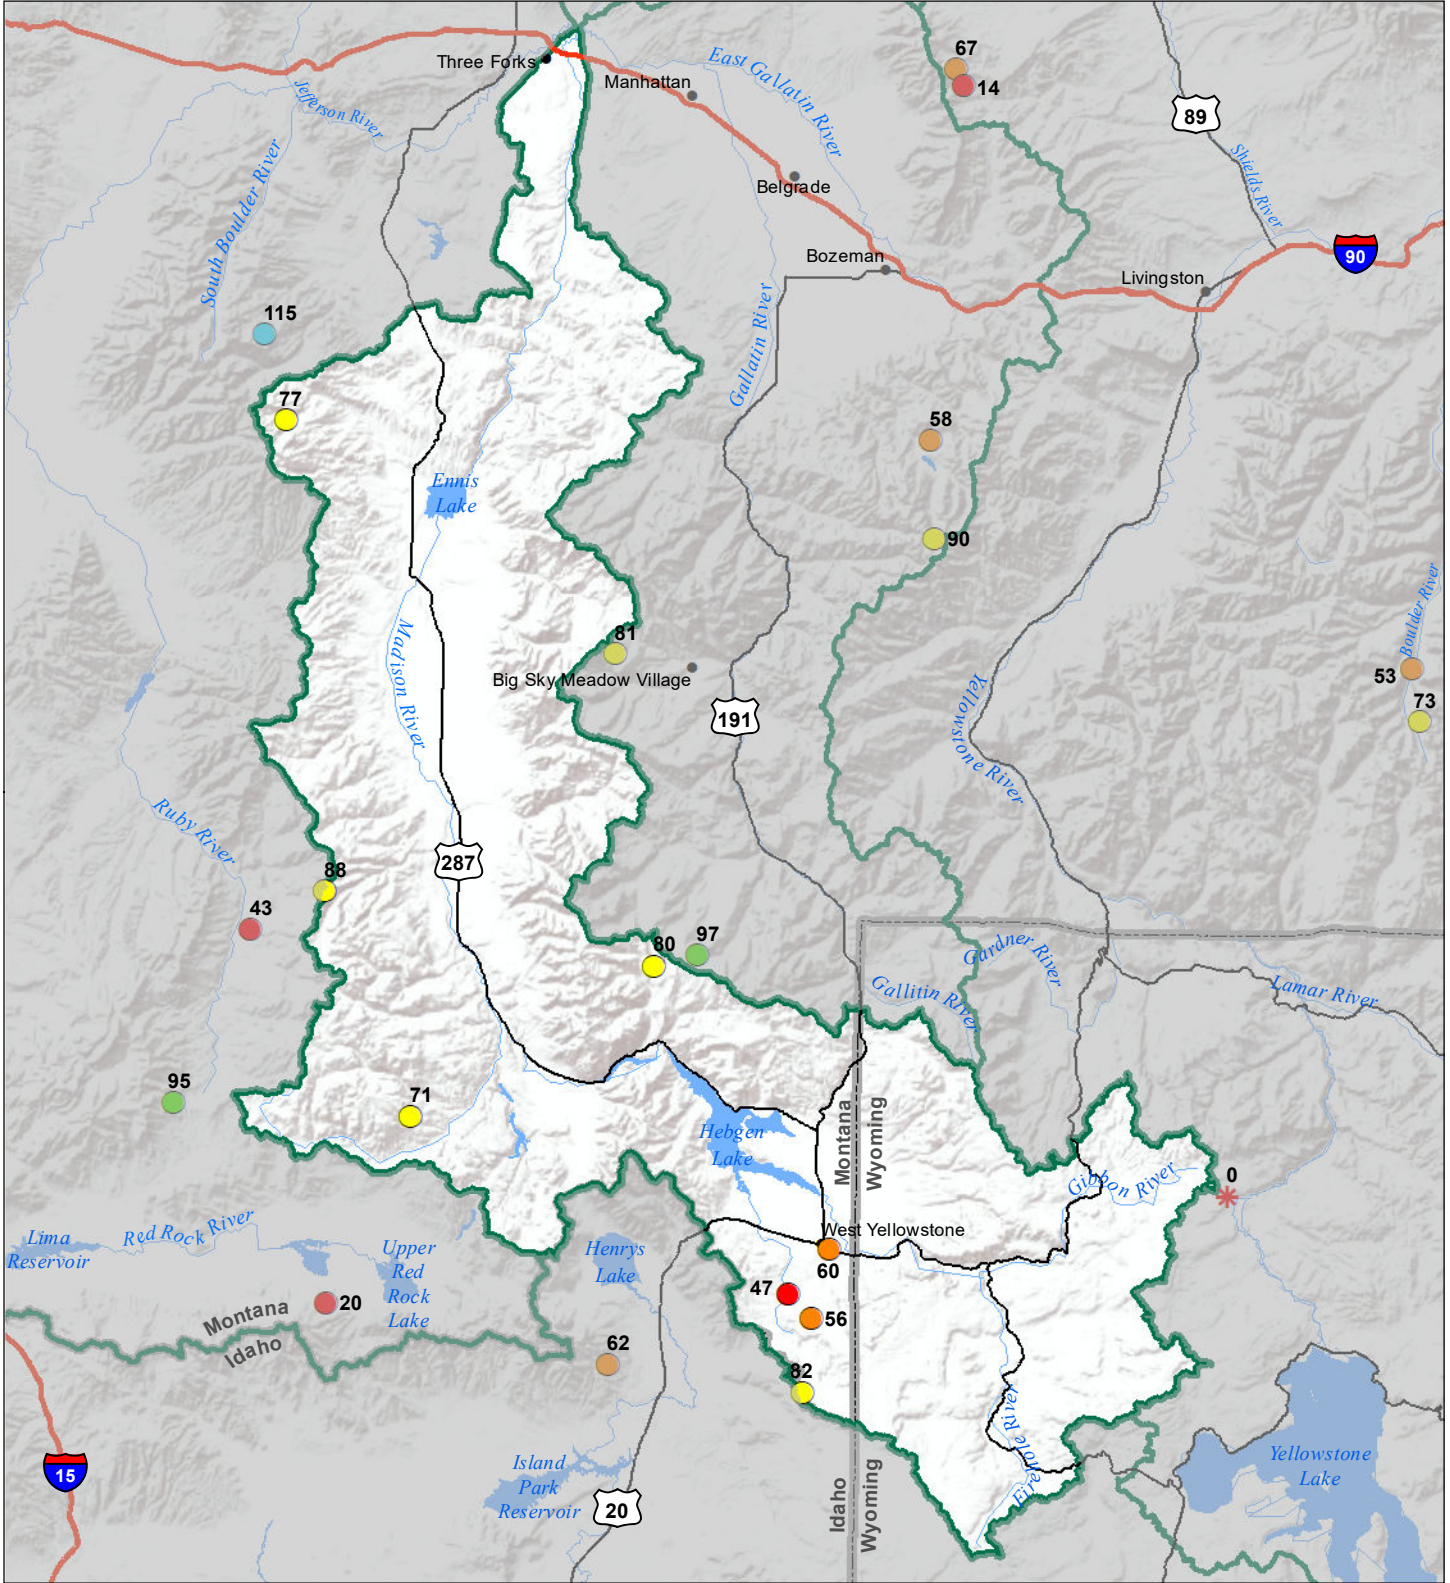 67
14
Three Forks
Manhattan
East Gallatin River
89
Jefferson River
Shields River
South Boulder River
Belgrade
Bozeman
90
Livingston
115
Gallatin River
77
58
Ennis
Lake
90
Boulder River
81
Madison River
Big Sky Meadow Village
53
73
191
Yellowstone River
Ruby River
287
88
43
80
97
Gardner River
Gallitin River
Lamar River
95
71
Hebgen
Lake
Montana
Wyoming
Gibbon River
0
Lima
Reservoir
Red Rock River
Upper
Red
Rock
Lake
Henrys
Lake
West Yellowstone
60
47
56
20
Montana
Idaho
62
82
Firehole River
15
Island
Park
Reservoir
20
Idaho
Wyoming
Yellowstone
Lake